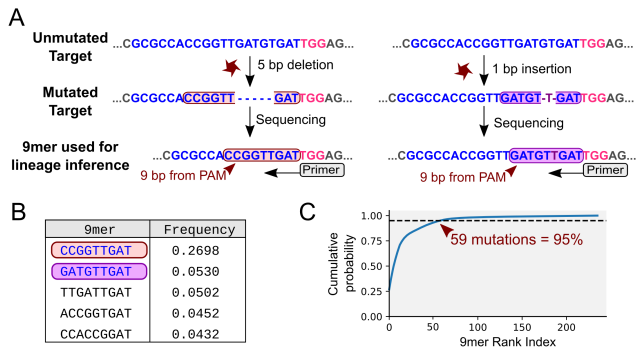 A
Unmutated Target
...CGCGCCACCGGTTGATGTGATTGGAG...
...CGCGCCACCGGTTGATGTGATTGGAG...
5 bp deletion
1 bp insertion
Mutated Target
...CGCGCCACCGGTT-----GATTGGAG...
...CGCGCCACCGGTTGATGT-T-GATTGGAG...
Sequencing
Sequencing
9mer used for lineage inference
...CGCGCCACCGGTTGATTGGAG...
...CGCGCCACCGGTTGATGTTGATTGGAG...
9 bp from PAM
Primer
9 bp from PAM
Primer
B
9mer Frequency
CCGGTTGAT 0.2698
GATGTTGAT 0.0530
TTGATTGAT 0.0502
ACCGGTGAT 0.0452
CCACCGGAT 0.0432
C
Cumulative probability
1.00
0.75
0.50
0.25
0.00
59 mutations = 95%
0 50 100 150 200
9mer Rank Index